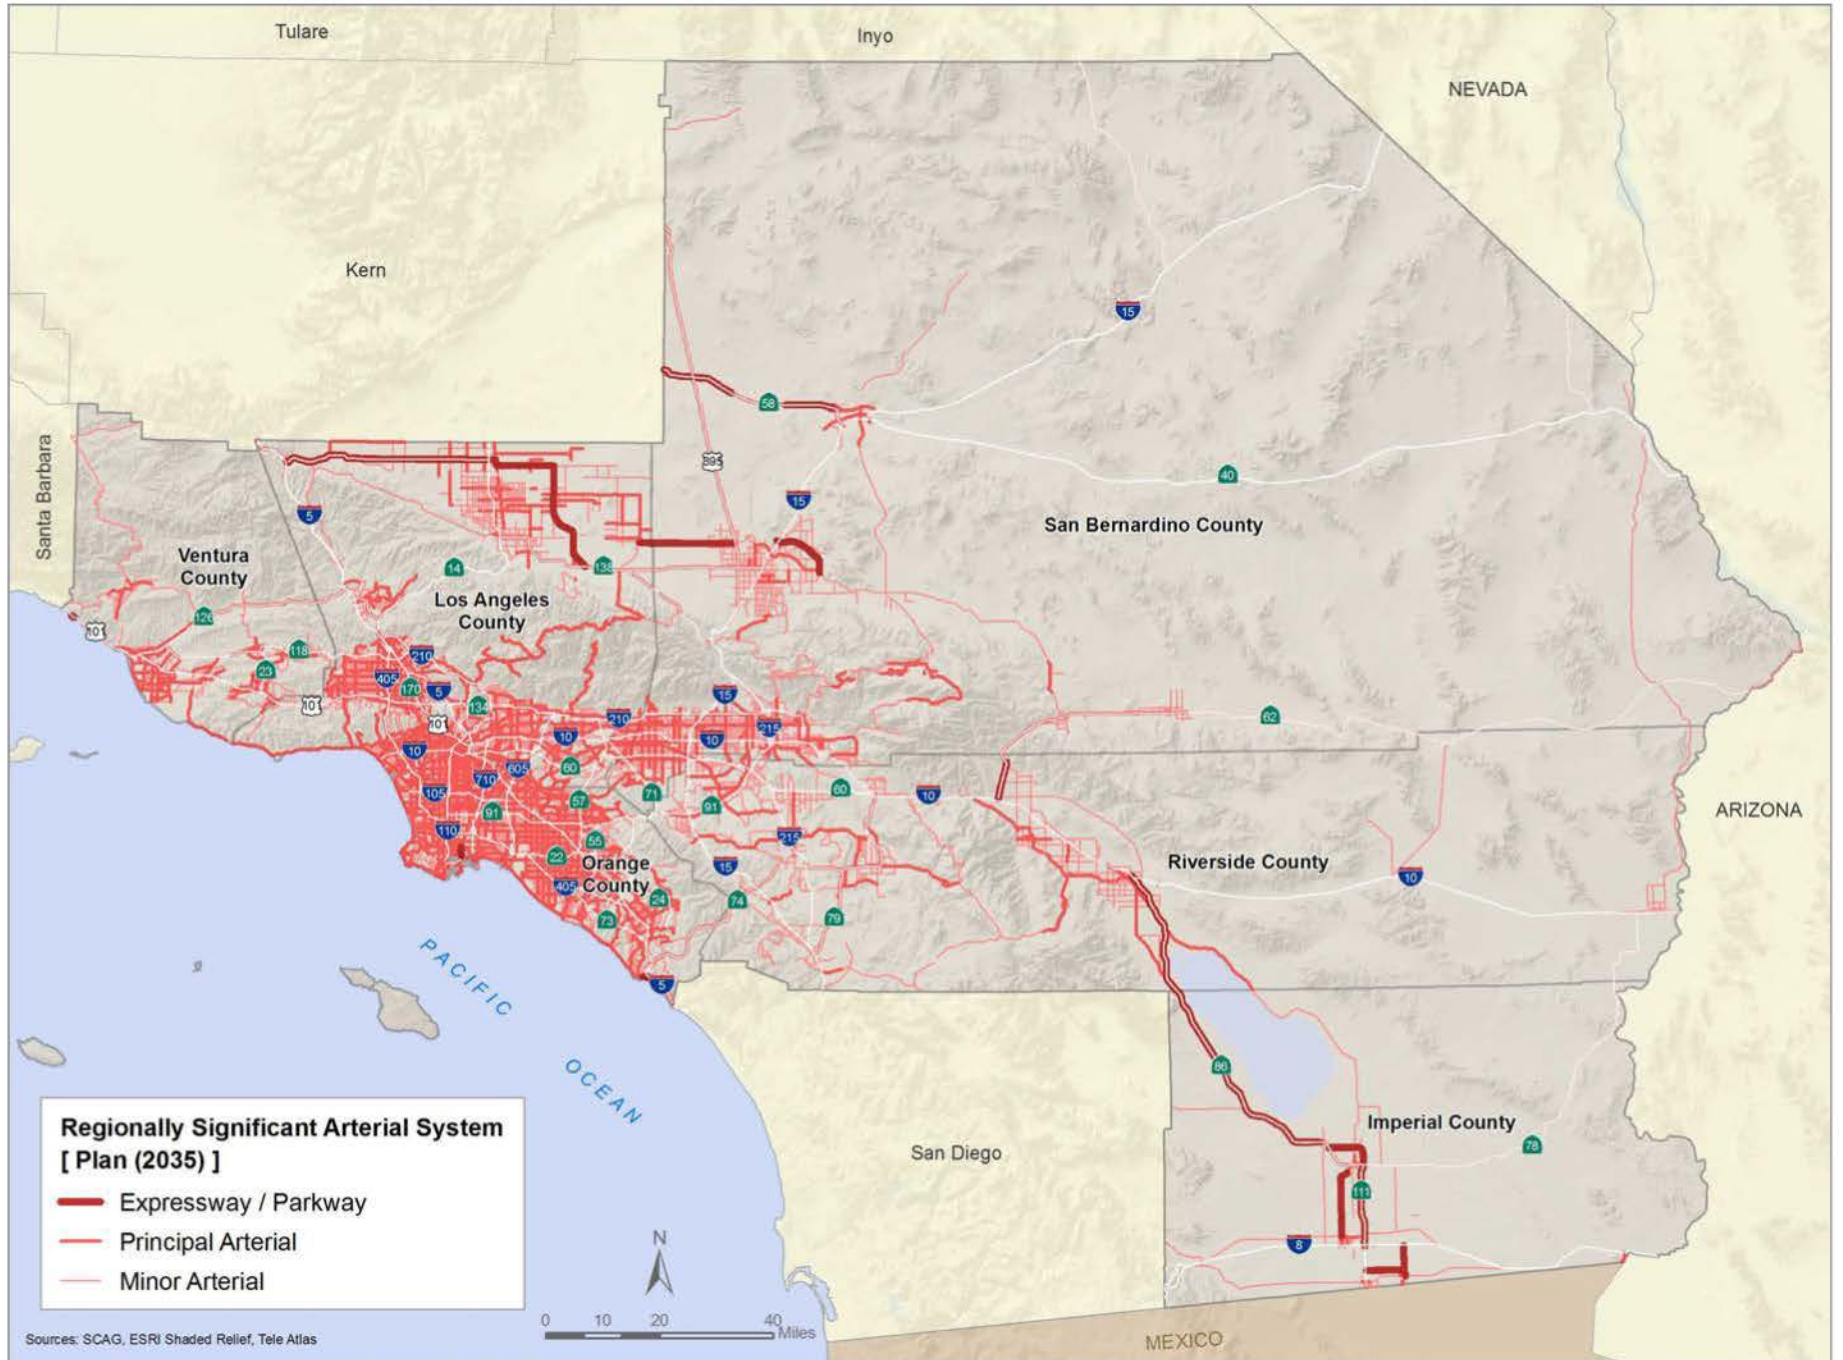 Tulare
Inyo
NEVADA
Kern
15
58
Santa Barbara
395
40
5
15
San Bernardino County
Ventura
County
14
138
Los Angeles
County
126
101
118
210
23
405
170
5
15
101
134
101
210
62
215
10
10
10
605
60
710
105
57
71
91
60
10
91
110
55
215
ARIZONA
22
Orange
County
15
Riverside County
10
405
24
74
73
79
PACIFIC
OCEAN
5
86
Imperial County
78
San Diego
111
8
Regionally Significant Arterial System
[ Plan (2035) ]
Expressway / Parkway
Principal Arterial
Minor Arterial
N
0 10 20 40 Miles
Sources: SCAG, ESRI Shaded Relief, Tele Atlas
MEXICO